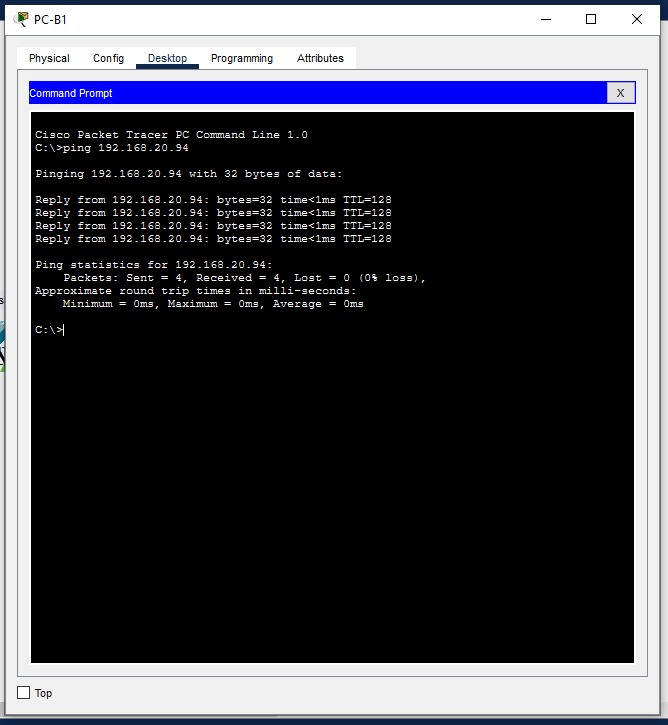 PC-B1
Physical Config Desktop Programming Attributes
Command Prompt X
Cisco Packet Tracer PC Command Line 1.0
C:\>ping 192.168.20.94
Pinging 192.168.20.94 with 32 bytes of data:
Reply from 192.168.20.94: bytes=32 time<1ms TTL=128
Reply from 192.168.20.94: bytes=32 time<1ms TTL=128
Reply from 192.168.20.94: bytes=32 time<1ms TTL=128
Reply from 192.168.20.94: bytes=32 time<1ms TTL=128
Ping statistics for 192.168.20.94:
Packets: Sent = 4, Received = 4, Lost = 0 (0% loss),
Approximate round trip times in milli-seconds:
Minimum = 0ms, Maximum = 0ms, Average = 0ms
C:\>
Top